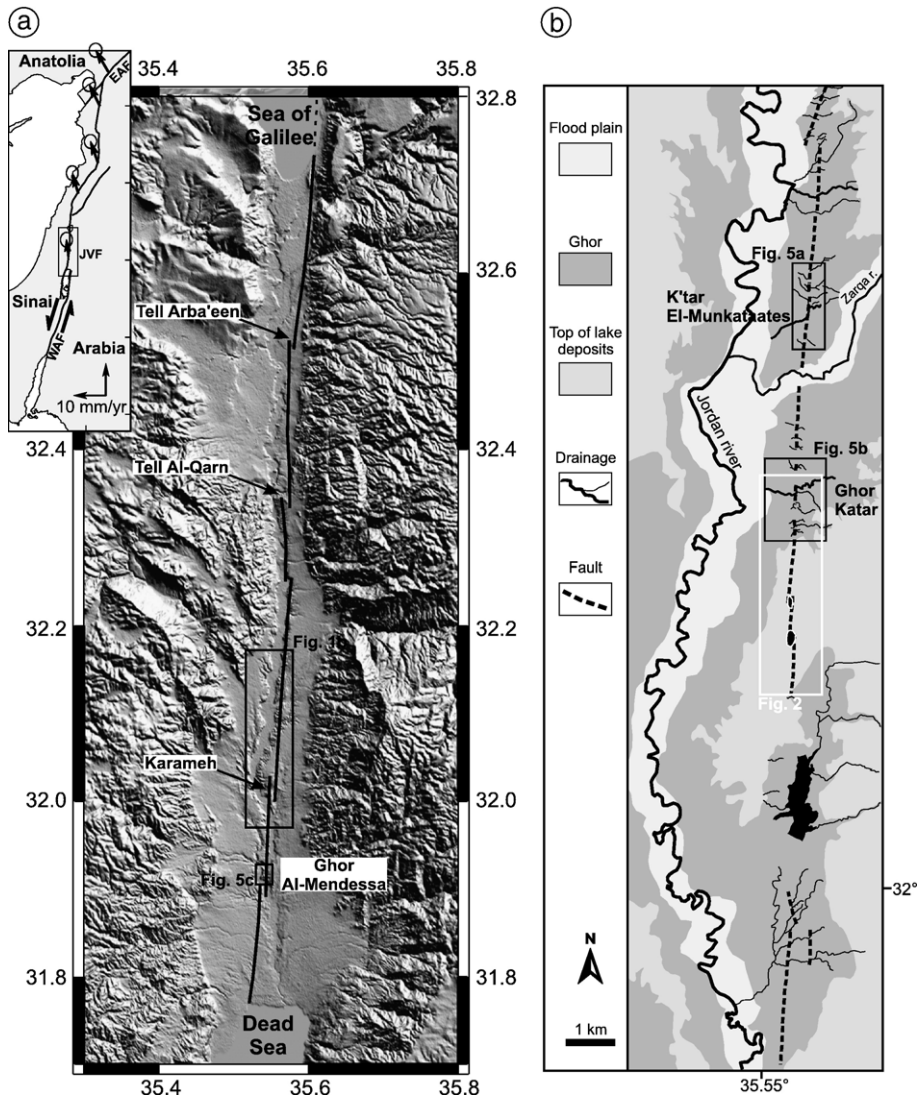 a
Anatolia
EAF
JVF
Sinai
WAF
Arabia
10 mm/yr
35.4
35.6
35.8
32.8
32.6
32.4
32.2
32.0
31.8
35.4
35.6
35.8
Sea of
Galilee
Tell Arba'een
Tell Al-Qarn
Fig. 1
Karameh
Fig. 5c
Ghor
Al-Mendessa
Dead
Sea
b
Flood plain
Ghor
Top of lake
deposits
Drainage
Fault
N
1 km
Fig. 5a
K'tar
El-Munkataates
Zarqa r.
Jordan river
Fig. 5b
Ghor
Katar
Fig. 2
32°
35.55°